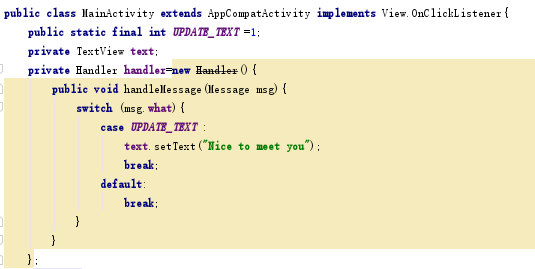 public class MainActivity extends AppCompatActivity implements View.OnClickListener{
    public static final int UPDATE_TEXT =1;
    private TextView text;
    private Handler handler=new Handler(){
        public void handleMessage(Message msg){
            switch (msg.what){
                case UPDATE_TEXT :
                    text.setText("Nice to meet you");
                    break;
                default:
                    break;
            }
        }
    };